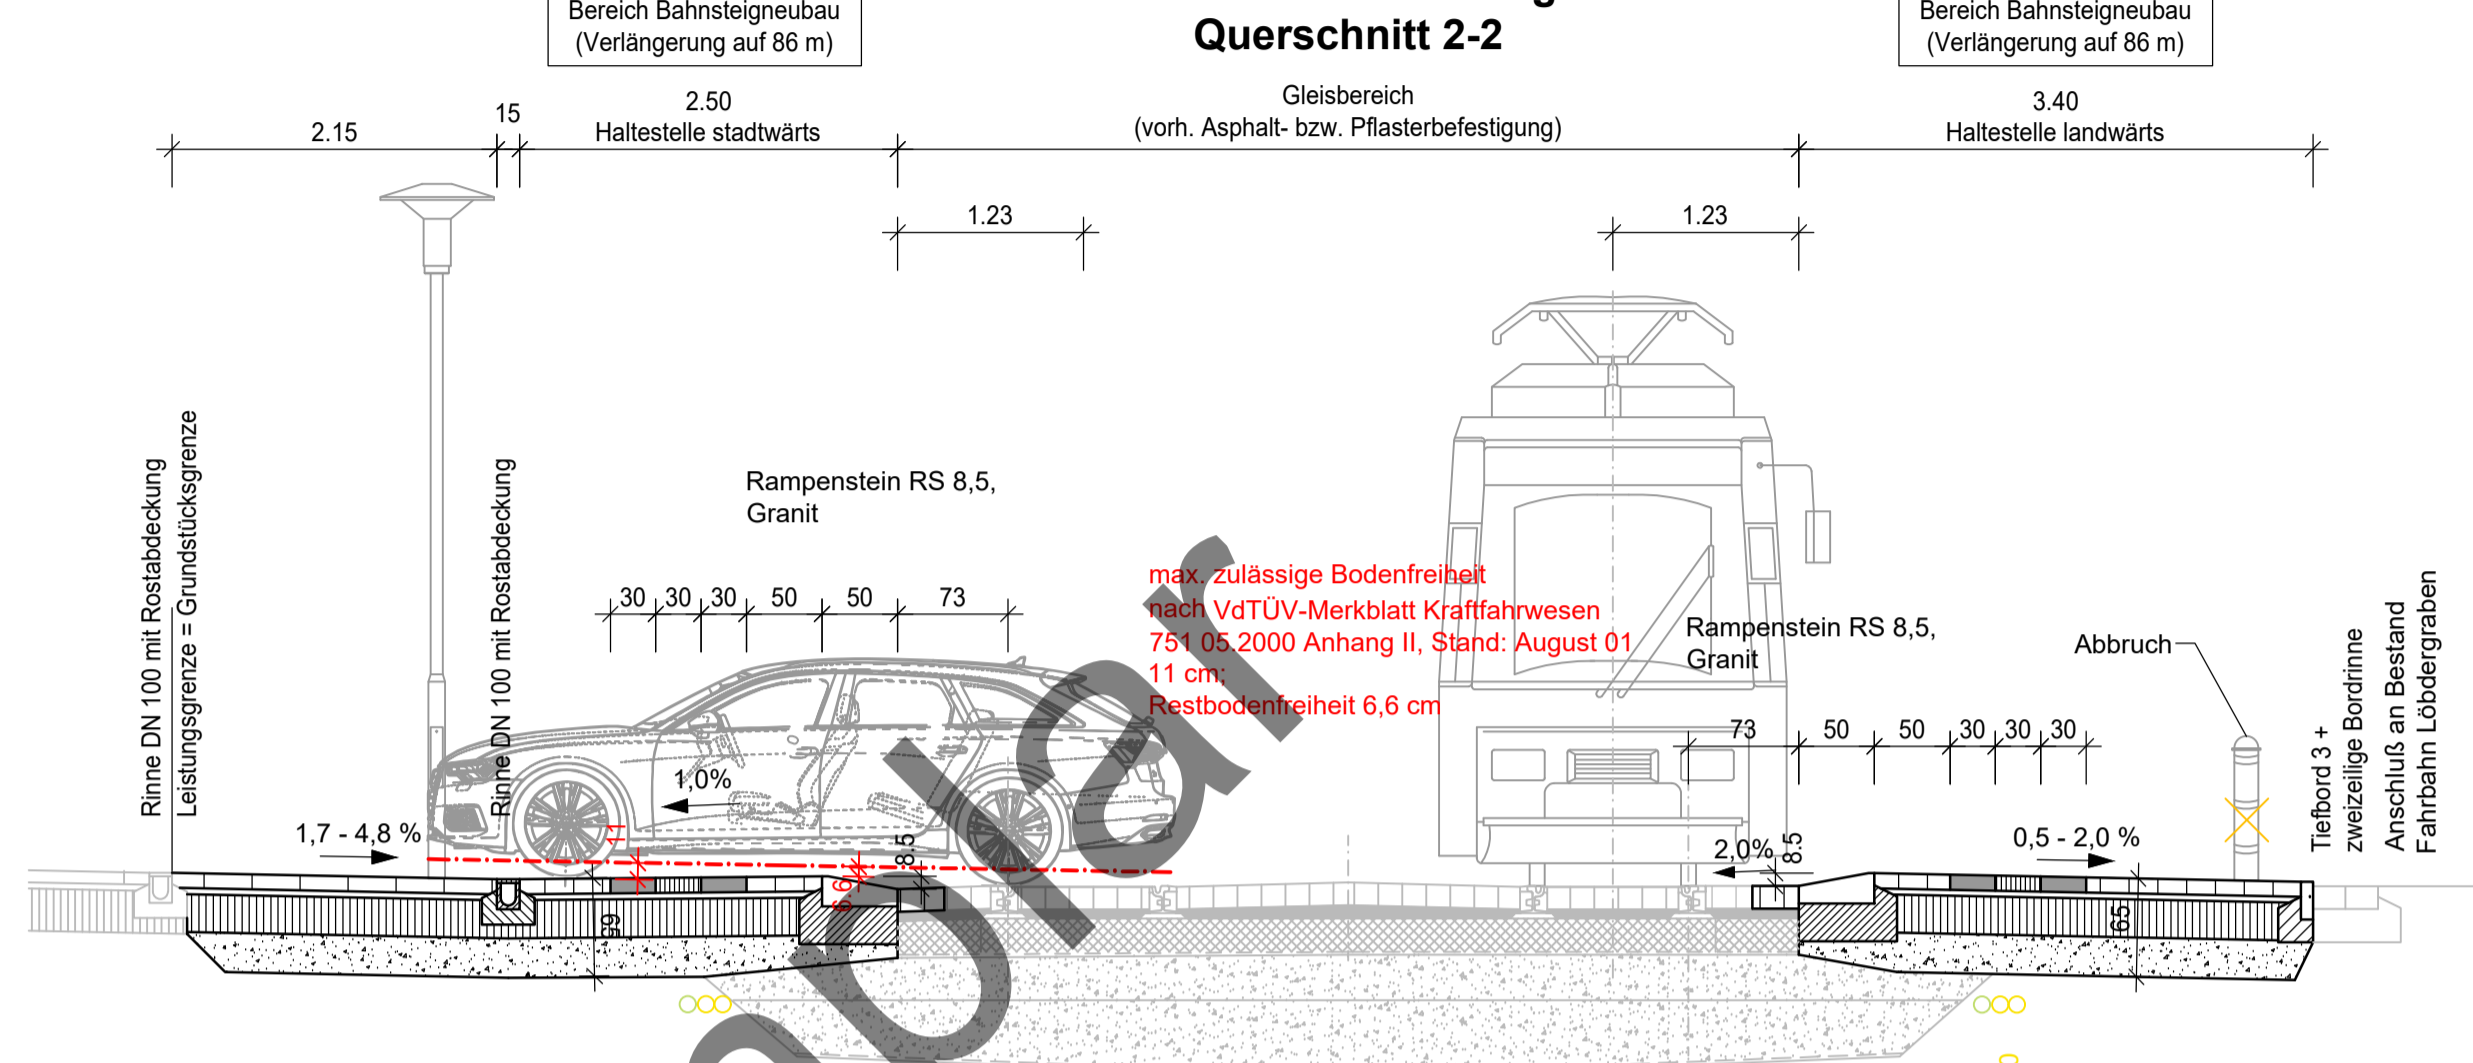 Bereich Bahnsteigneubau
(Verlängerung auf 86 m)
Querschnitt 2-2
Bereich Bahnsteigneubau
(Verlängerung auf 86 m)
2.15
15
2.50
Haltestelle stadtwärts
Gleisbereich
(vorh. Asphalt- bzw. Pflasterbefestigung)
3.40
Haltestelle landwärts
1.23
1.23
Rinne DN 100 mit Rostabdeckung
Leistungsgrenze = Grundstücksgrenze
Rinne DN 100 mit Rostabdeckung
Rampenstein RS 8,5,
Granit
30
30
30
50
50
73
max. zulässige Bodenfreiheit
nach VdTÜV-Merkblatt Kraftfahrwesen
751 05.2000 Anhang II, Stand: August 01
11 cm;
Restbodenfreiheit 6,6 cm
Rampenstein RS 8,5,
Granit
Abbruch
73
50
50
30
30
30
Tiefbord 3 +
zweizeilige Bordrinne
Anschluß an Bestand
Fahrbahn Löbdergraben
1,7 - 4,8 %
1,0%
11
8.5
6.6
65
2,0%
8.5
0,5 - 2,0 %
65